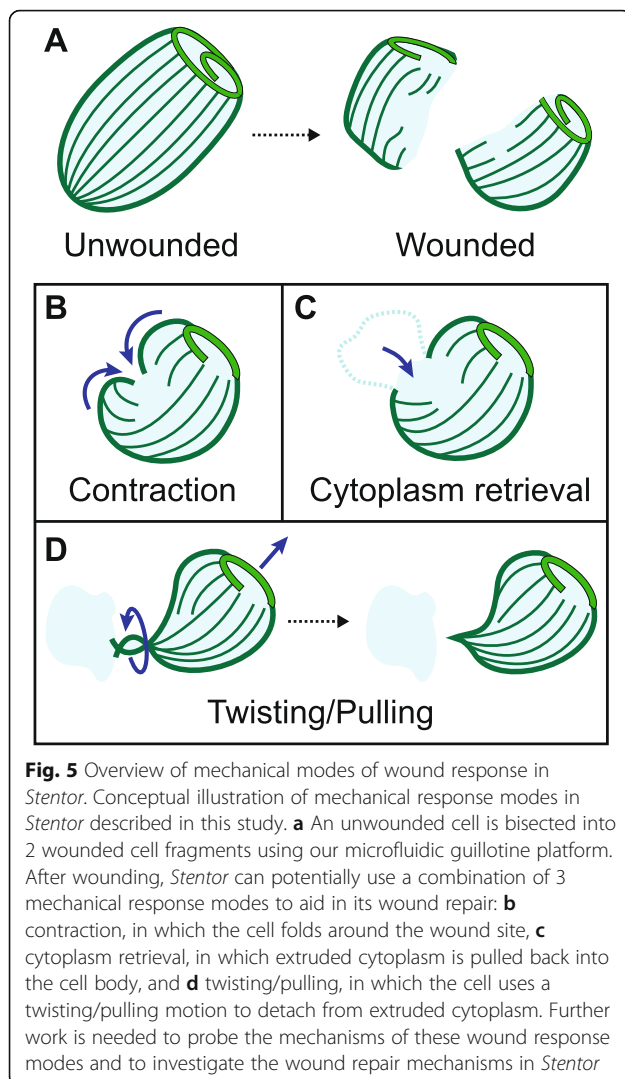 A
Unwounded
Wounded
B
Contraction
C
Cytoplasm retrieval
D
Twisting/Pulling
Fig. 5 Overview of mechanical modes of wound response in
Stentor. Conceptual illustration of mechanical response modes in
Stentor described in this study. a An unwounded cell is bisected into
2 wounded cell fragments using our microfluidic guillotine platform.
After wounding, Stentor can potentially use a combination of 3
mechanical response modes to aid in its wound repair: b
contraction, in which the cell folds around the wound site, c
cytoplasm retrieval, in which extruded cytoplasm is pulled back into
the cell body, and d twisting/pulling, in which the cell uses a
twisting/pulling motion to detach from extruded cytoplasm. Further
work is needed to probe the mechanisms of these wound response
modes and to investigate the wound repair mechanisms in Stentor